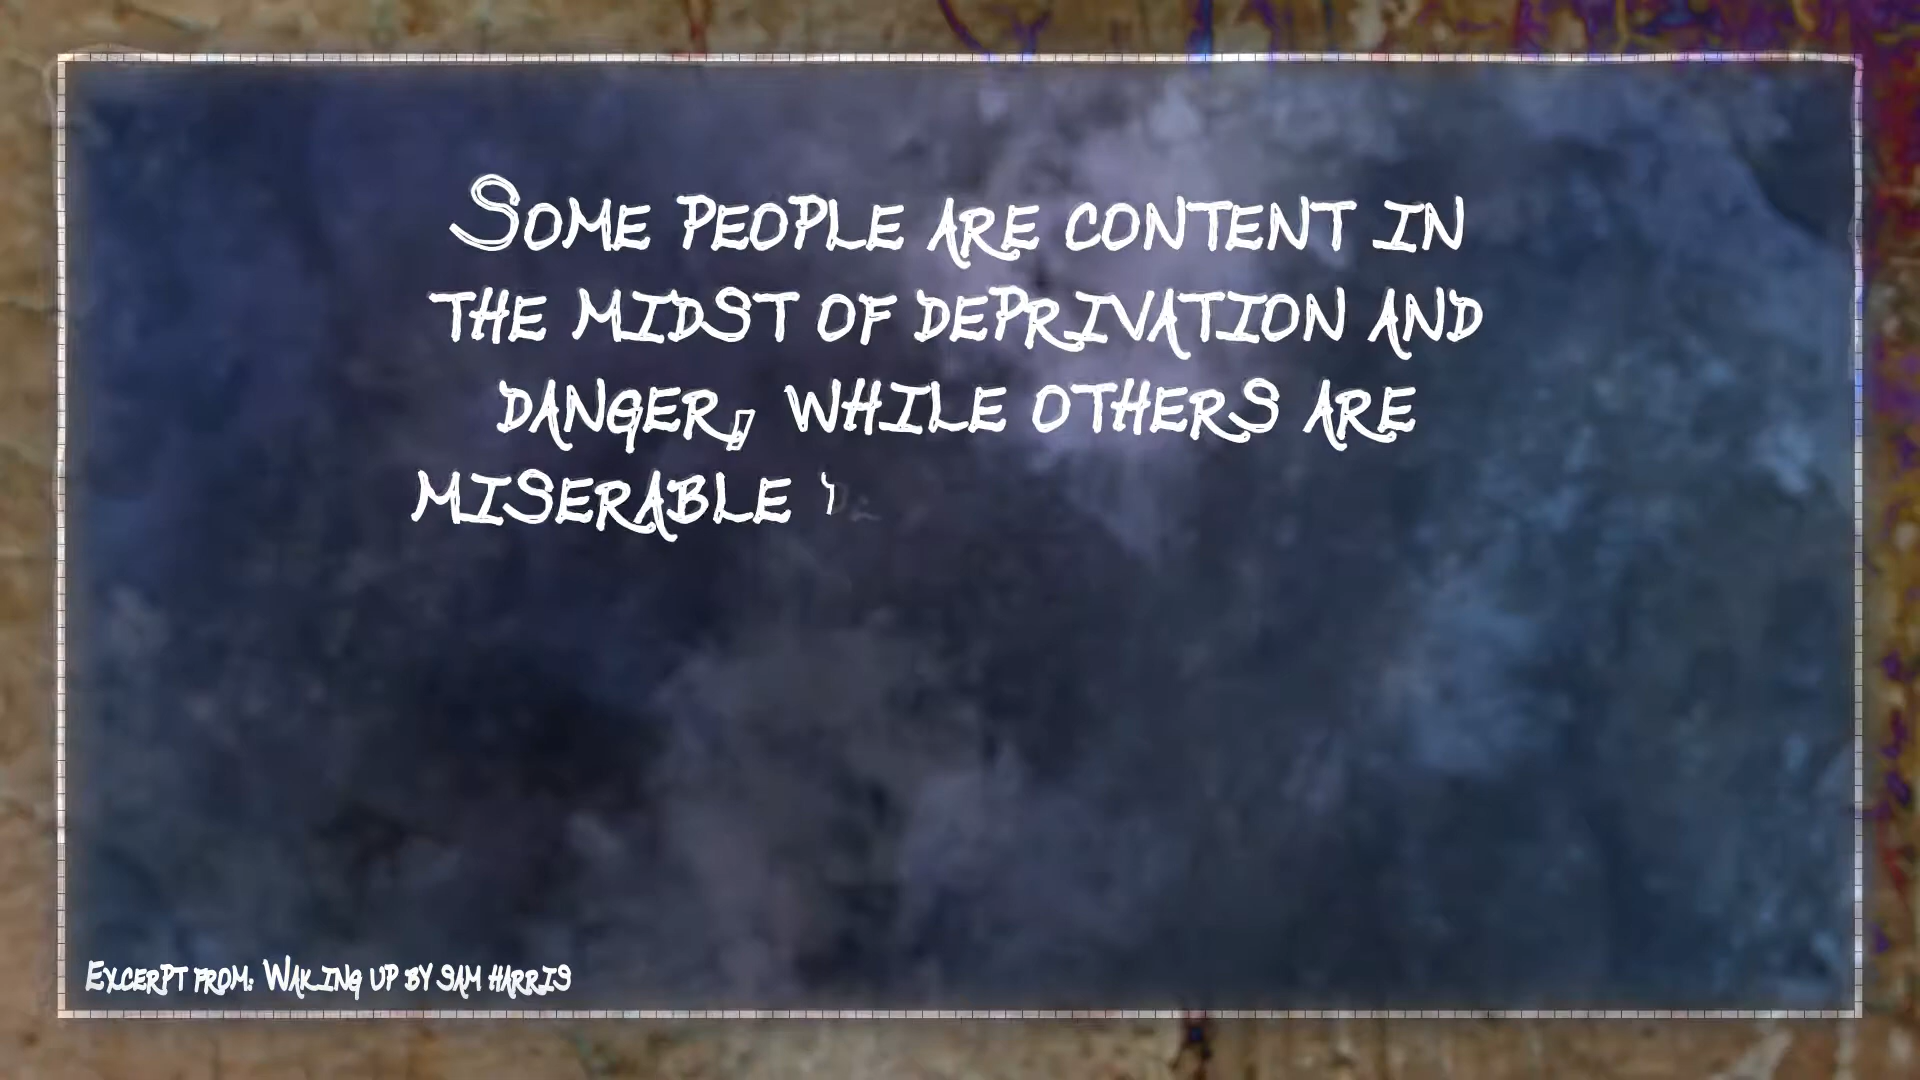 Some people are content in
the midst of deprivation and
danger, while others are
miserable
Excerpt from: Waking up by sam harris